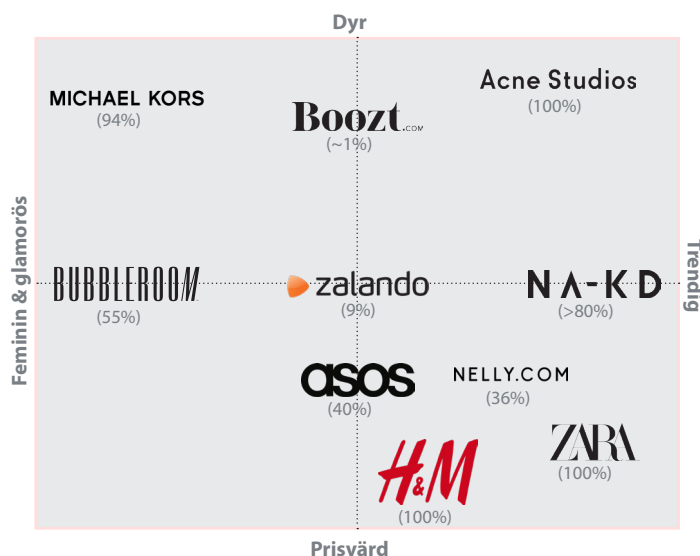 Dyr
Acne Studios
(100%)
MICHAEL KORS
(94%)
Boozt.COM
(~1%)
Feminin & glamorös
Trendig
BUBBLEROOM
(55%)
zalando
(9%)
NA-KD
(>80%)
asos
(40%)
NELLY.COM
(36%)
ZARA
(100%)
H&M
(100%)
Prisvärd